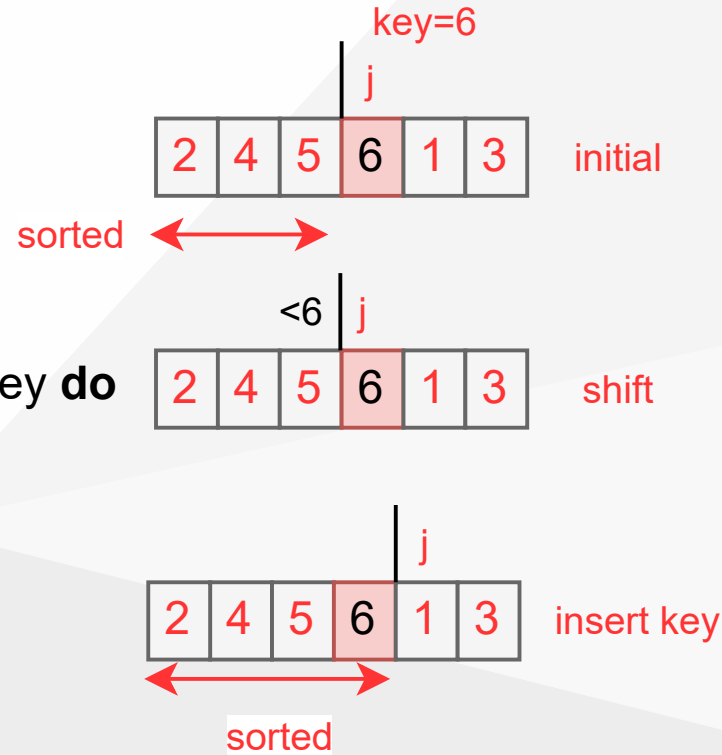 key=6
j
2 4 5 6 1 3 initial
sorted
<6 j
ey do 2 4 5 6 1 3 shift
j
2 4 5 6 1 3 insert key
sorted